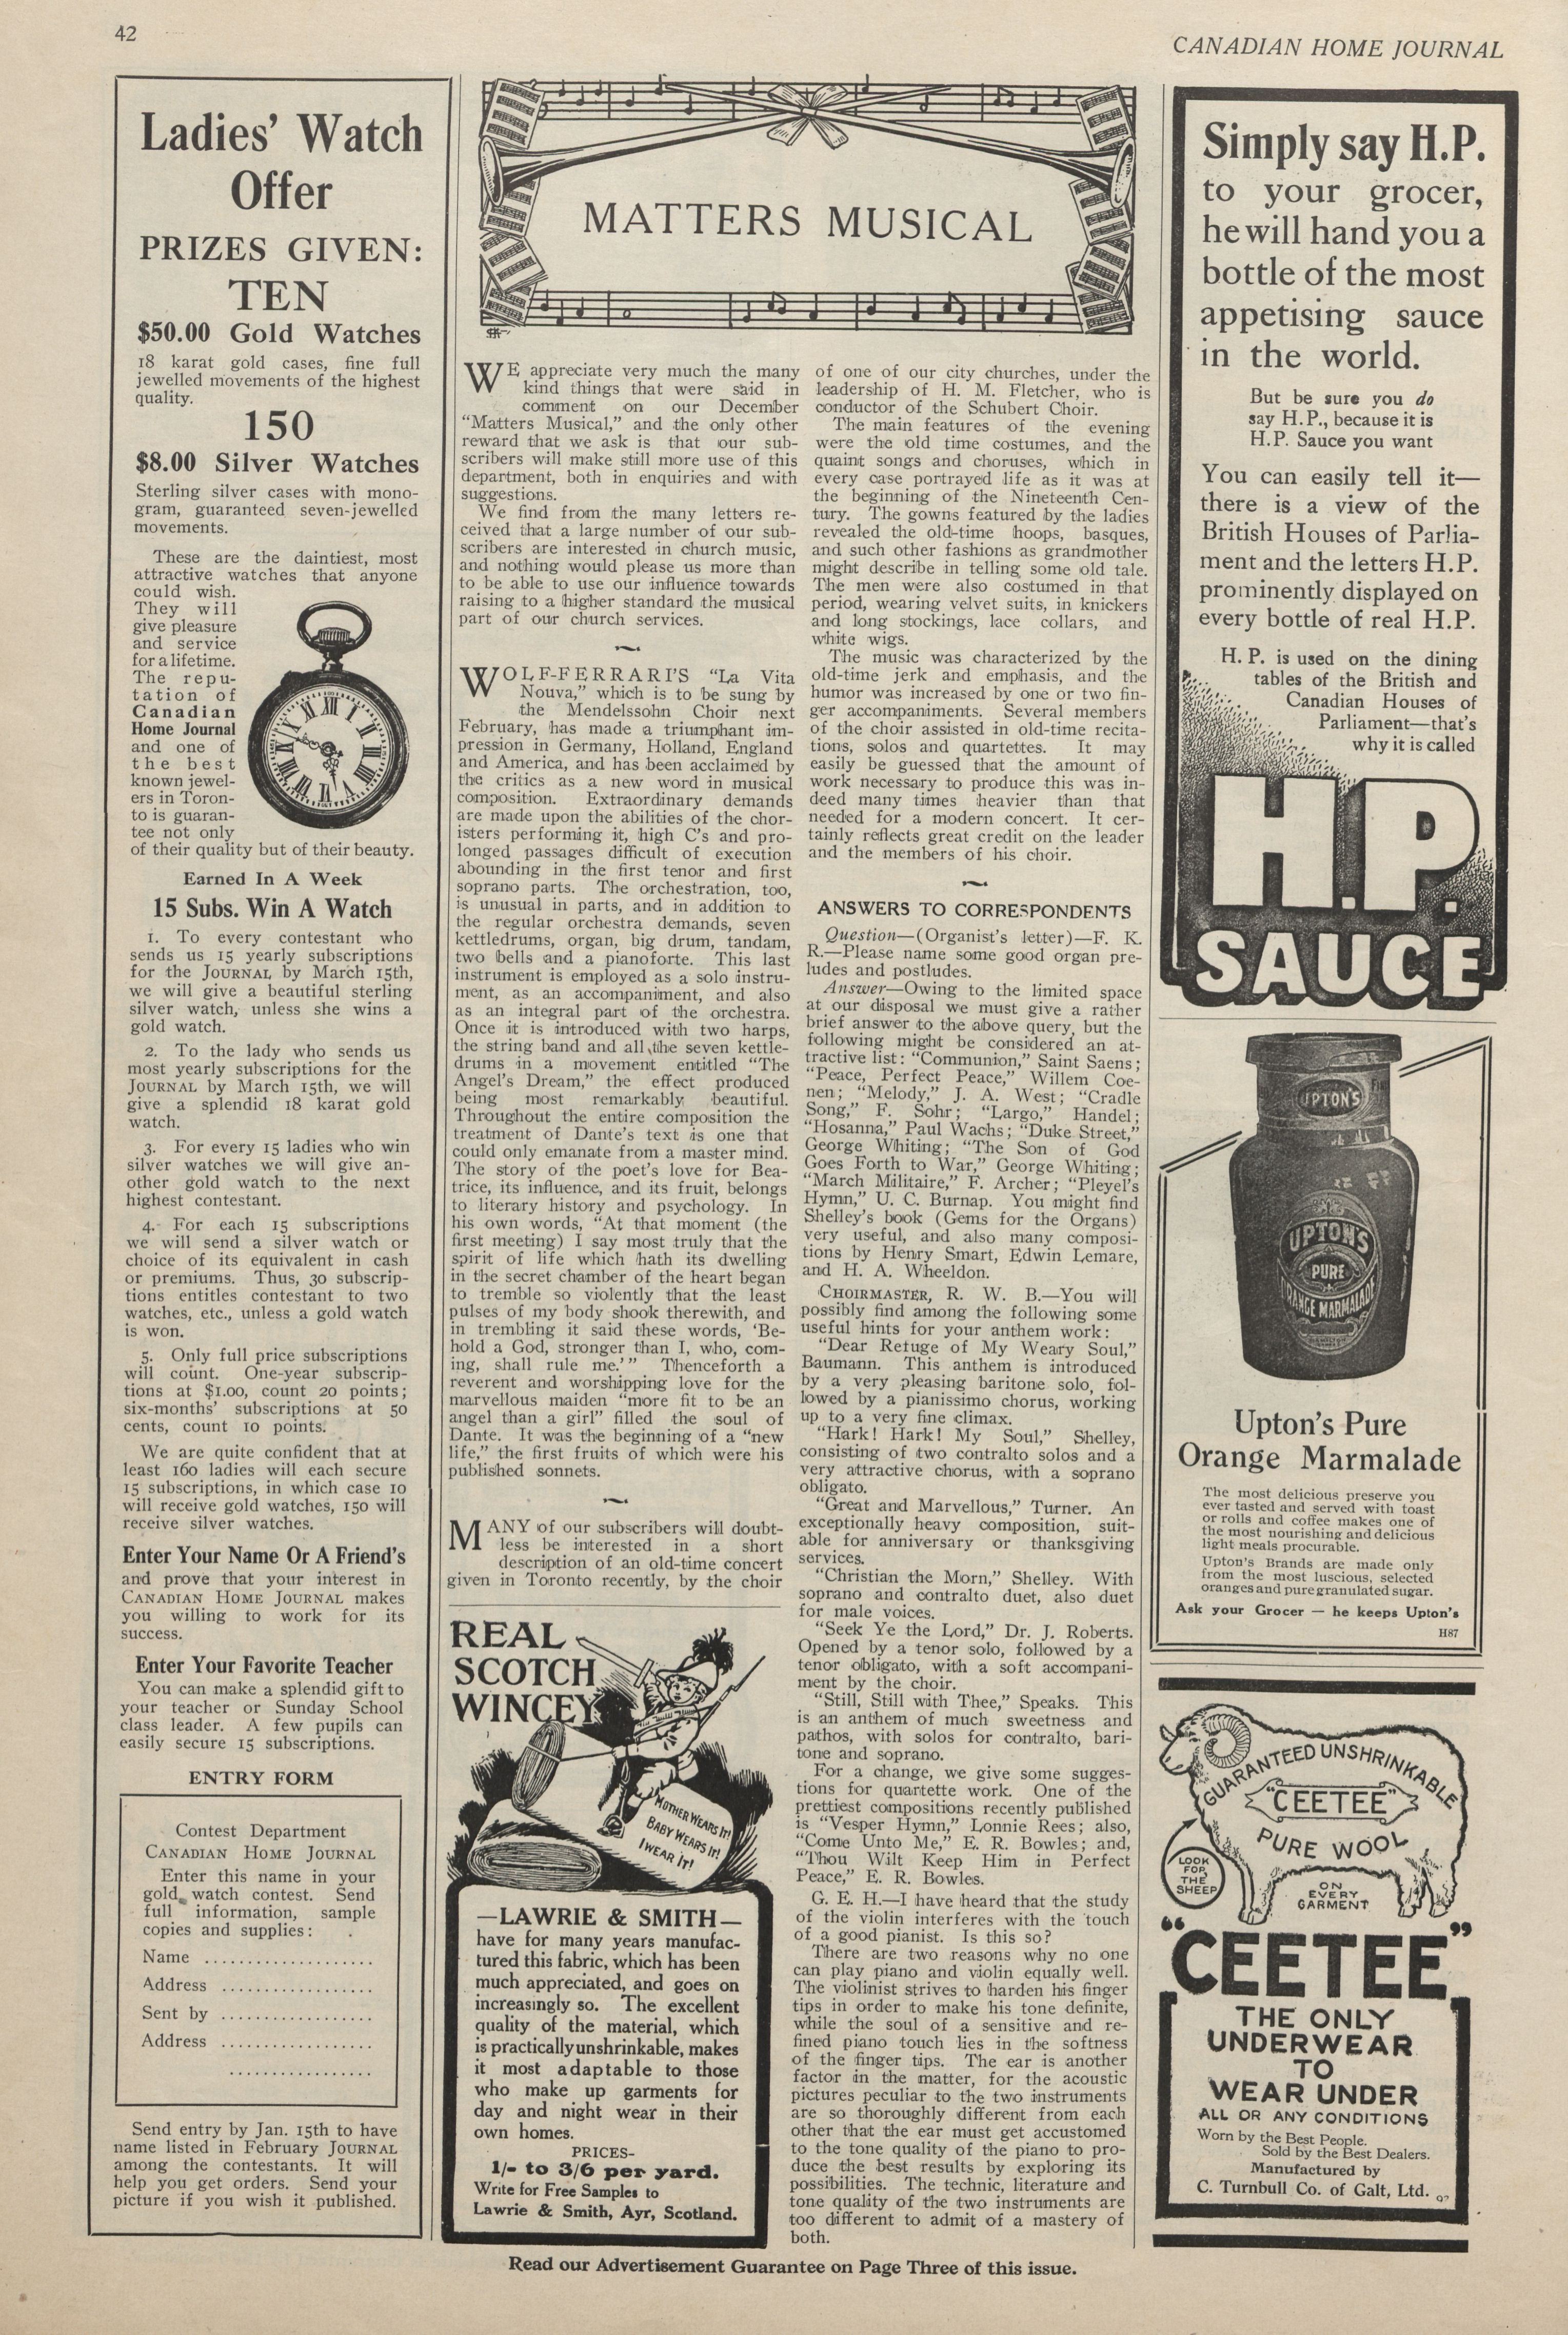 42
CANADIAN HOME JOURNAL
Ladies' Watch
Offer
PRIZES GIVEN:
TEN
$50.00 Gold Watches
18 karat gold cases, fine full
jewelled movements of the highest
quality.
150
$8.00 Silver Watches
Sterling silver cases with mono-
gram, guaranteed seven-jewelled
movements.
These are the daintiest, most
attractive watches that anyone
could wish.
They will
give pleasure
and service
for a lifetime.
The repu-
tation of
Canadian
Home Journal
and one of
the best
known jewel-
ers in Toron-
to is guaran-
tee not only
of their quality but of their beauty.
Earned In A Week
15 Subs. Win A Watch
1. To every contestant who
sends us 15 yearly subscriptions
for the JOURNAL by March 15th,
we will give a beautiful sterling
silver watch, unless she wins a
gold watch.
2. To the lady who sends us
most yearly subscriptions for the
JOURNAL by March 15th, we will
give a splendid 18 karat gold
watch.
3. For every 15 ladies who win
silver watches we will give an-
other gold watch to the next
highest contestant.
4. For each 15 subscriptions
we will send a silver watch or
choice of its equivalent in cash
or premiums. Thus, 30 subscrip-
tions entitles contestant to two
watches, etc., unless a gold watch
is won.
5. Only full price subscriptions
will count. One-year subscrip-
tions at $1.00, count 20 points;
six-months' subscriptions at 50
cents, count 10 points.
We are quite confident that at
least 160 ladies will each secure
15 subscriptions, in which case 10
will receive gold watches, 150 will
receive silver watches.
Enter Your Name Or A Friend's
and prove that your interest in
CANADIAN HOME JOURNAL makes
you willing to work for its
success.
Enter Your Favorite Teacher
You can make a splendid gift to
your teacher or Sunday School
class leader. A few pupils can
easily secure 15 subscriptions.
ENTRY FORM
Contest Department
CANADIAN HOME JOURNAL
Enter this name in your
gold watch contest. Send
full information, sample
copies and supplies:
Name ....................
Address ..................
Sent by ..................
Address ..................
.................
Send entry by Jan. 15th to have
name listed in February JOURNAL
among the contestants. It will
help you get orders. Send your
picture if you wish it published.
MATTERS MUSICAL
WE appreciate very much the many
kind things that were said in
comment on our December
"Matters Musical," and the only other
reward that we ask is that our sub-
scribers will make still more use of this
department, both in enquiries and with
suggestions.
We find from the many letters re-
ceived that a large number of our sub-
scribers are interested in church music,
and nothing would please us more than
to be able to use our influence towards
raising to a higher standard the musical
part of our church services.
WOLF-FERRARI'S "La Vita
Nouva," which is to be sung by
the Mendelssohn Choir next
February, has made a triumphant im-
pression in Germany, Holland, England
and America, and has been acclaimed by
the critics as a new word in musical
composition. Extraordinary demands
are made upon the abilities of the chor-
isters performing it, high C's and pro-
longed passages difficult of execution
abounding in the first tenor and first
soprano parts. The orchestration, too,
is unusual in parts, and in addition to
the regular orchestra demands, seven
kettledrums, organ, big drum, tandam,
two bells and a pianoforte. This last
instrument is employed as a solo instru-
ment, as an accompaniment, and also
as an integral part of the orchestra.
Once it is introduced with two harps,
the string band and all the seven kettle-
drums in a movement entitled "The
Angel's Dream," the effect produced
being most remarkably beautiful.
Throughout the entire composition the
treatment of Dante's text is one that
could only emanate from a master mind.
The story of the poet's love for Bea-
trice, its influence, and its fruit, belongs
to literary history and psychology. In
his own words, "At that moment (the
first meeting) I say most truly that the
spirit of life which hath its dwelling
in the secret chamber of the heart began
to tremble so violently that the least
pulses of my body shook therewith, and
in trembling it said these words, 'Be-
hold a God, stronger than I, who, com-
ing, shall rule me.'" Thenceforth a
reverent and worshipping love for the
marvellous maiden "more fit to be an
angel than a girl" filled the soul of
Dante. It was the beginning of a "new
life," the first fruits of which were his
published sonnets.
MANY of our subscribers will doubt-
less be interested in a short
description of an old-time concert
given in Toronto recently, by the choir
of one of our city churches, under the
leadership of H. M. Fletcher, who is
conductor of the Schubert Choir.
The main features of the evening
were the old time costumes, and the
quaint songs and choruses, which in
every case portrayed life as it was at
the beginning of the Nineteenth Cen-
tury. The gowns featured by the ladies
revealed the old-time hoops, basques,
and such other fashions as grandmother
might describe in telling some old tale.
The men were also costumed in that
period, wearing velvet suits, in knickers
and long stockings, lace collars, and
white wigs.
The music was characterized by the
old-time jerk and emphasis, and the
humor was increased by one or two fin-
ger accompaniments. Several members
of the choir assisted in old-time recita-
tions, solos and quartettes. It may
easily be guessed that the amount of
work necessary to produce this was in-
deed many times heavier than that
needed for a modern concert. It cer-
tainly reflects great credit on the leader
and the members of his choir.
ANSWERS TO CORRESPONDENTS
Question—(Organist's letter)—F. K.
R.—Please name some good organ pre-
ludes and postludes.
Answer—Owing to the limited space
at our disposal we must give a rather
brief answer to the above query, but the
following might be considered an at-
tractive list: "Communion," Saint Saens;
"Peace, Perfect Peace," Willem Coe-
nen; "Melody," J. A. West; "Cradle
Song," F. Sohr; "Largo," Handel;
"Hosanna," Paul Wachs; "Duke Street,"
George Whiting; "The Son of God
Goes Forth to War," George Whiting;
"March Militaire," F. Archer; "Pleyel's
Hymn," U. C. Burnap. You might find
Shelley's book (Gems for the Organs)
very useful, and also many composi-
tions by Henry Smart, Edwin Lemare,
and H. A. Wheeldon.
CHOIRMASTER, R. W. B.—You will
possibly find among the following some
useful hints for your anthem work:
"Dear Refuge of My Weary Soul,"
Baumann. This anthem is introduced
by a very pleasing baritone solo, fol-
lowed by a pianissimo chorus, working
up to a very fine climax.
"Hark! Hark! My Soul," Shelley,
consisting of two contralto solos and a
very attractive chorus, with a soprano
obligato.
"Great and Marvellous," Turner. An
exceptionally heavy composition, suit-
able for anniversary or thanksgiving
services.
"Christian the Morn," Shelley. With
soprano and contralto duet, also duet
for male voices.
"Seek Ye the Lord," Dr. J. Roberts.
Opened by a tenor solo, followed by a
tenor obligato, with a soft accompani-
ment by the choir.
"Still, Still with Thee," Speaks. This
is an anthem of much sweetness and
pathos, with solos for contralto, bari-
tone and soprano.
For a change, we give some sugges-
tions for quartette work. One of the
prettiest compositions recently published
is "Vesper Hymn," Lonnie Rees; also,
"Come Unto Me," E. R. Bowles; and,
"Thou Wilt Keep Him in Perfect
Peace," E. R. Bowles.
G. E. H.—I have heard that the study
of the violin interferes with the touch
of a good pianist. Is this so?
There are two reasons why no one
can play piano and violin equally well.
The violinist strives to harden his finger
tips in order to make his tone definite,
while the soul of a sensitive and re-
fined piano touch lies in the softness
of the finger tips. The ear is another
factor in the matter, for the acoustic
pictures peculiar to the two instruments
are so thoroughly different from each
other that the ear must get accustomed
to the tone quality of the piano to pro-
duce the best results by exploring its
possibilities. The technic, literature and
tone quality of the two instruments are
too different to admit of a mastery of
both.
REAL
SCOTCH
WINCEY
MOTHER WEARS IT!
BABY WEARS IT!
I WEAR IT!
—LAWRIE & SMITH—
have for many years manufac-
tured this fabric, which has been
much appreciated, and goes on
increasingly so. The excellent
quality of the material, which
is practically unshrinkable, makes
it most adaptable to those
who make up garments for
day and night wear in their
own homes.
PRICES-
1/- to 3/6 per yard.
Write for Free Samples to
Lawrie & Smith, Ayr, Scotland.
Simply say H.P.
to your grocer,
he will hand you a
bottle of the most
appetising sauce
in the world.
But be sure you do
say H.P., because it is
H.P. Sauce you want
You can easily tell it—
there is a view of the
British Houses of Parlia-
ment and the letters H.P.
prominently displayed on
every bottle of real H.P.
H. P. is used on the dining
tables of the British and
Canadian Houses of
Parliament—that's
why it is called
H.P.
SAUCE
UPTON'S
UPTON'S
PURE
ORANGE MARMALADE
Upton's Pure
Orange Marmalade
The most delicious preserve you
ever tasted and served with toast
or rolls and coffee makes one of
the most nourishing and delicious
light meals procurable.
Upton's Brands are made only
from the most luscious, selected
oranges and pure granulated sugar.
Ask your Grocer — he keeps Upton's
H87
GUARANTEED UNSHRINKABLE
"CEETEE"
PURE WOOL
LOOK
FOR
THE
SHEEP
ON
EVERY
GARMENT
"CEETEE"
THE ONLY
UNDERWEAR
TO
WEAR UNDER
ALL OR ANY CONDITIONS
Worn by the Best People.
Sold by the Best Dealers.
Manufactured by
C. Turnbull Co. of Galt, Ltd.
Read our Advertisement Guarantee on Page Three of this issue.